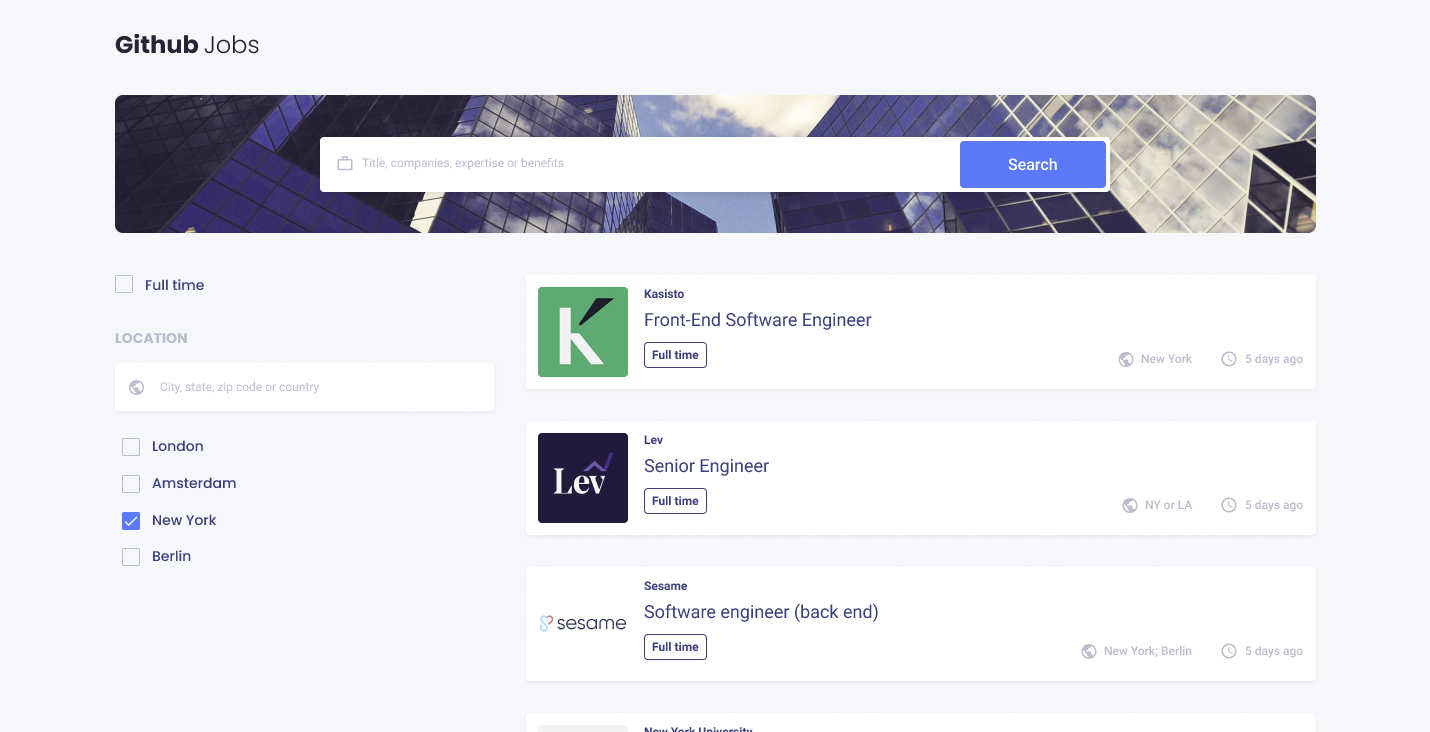 Github Jobs
Title, companies, expertise or benefits
Search
Full time
LOCATION
City, state, zip code or country
London
Amsterdam
New York
Berlin
K
Kasisto
Front-End Software Engineer
Full time
New York
5 days ago
Lev
Lev
Senior Engineer
Full time
NY or LA
5 days ago
sesame
Sesame
Software engineer (back end)
Full time
New York; Berlin
5 days ago
New York University